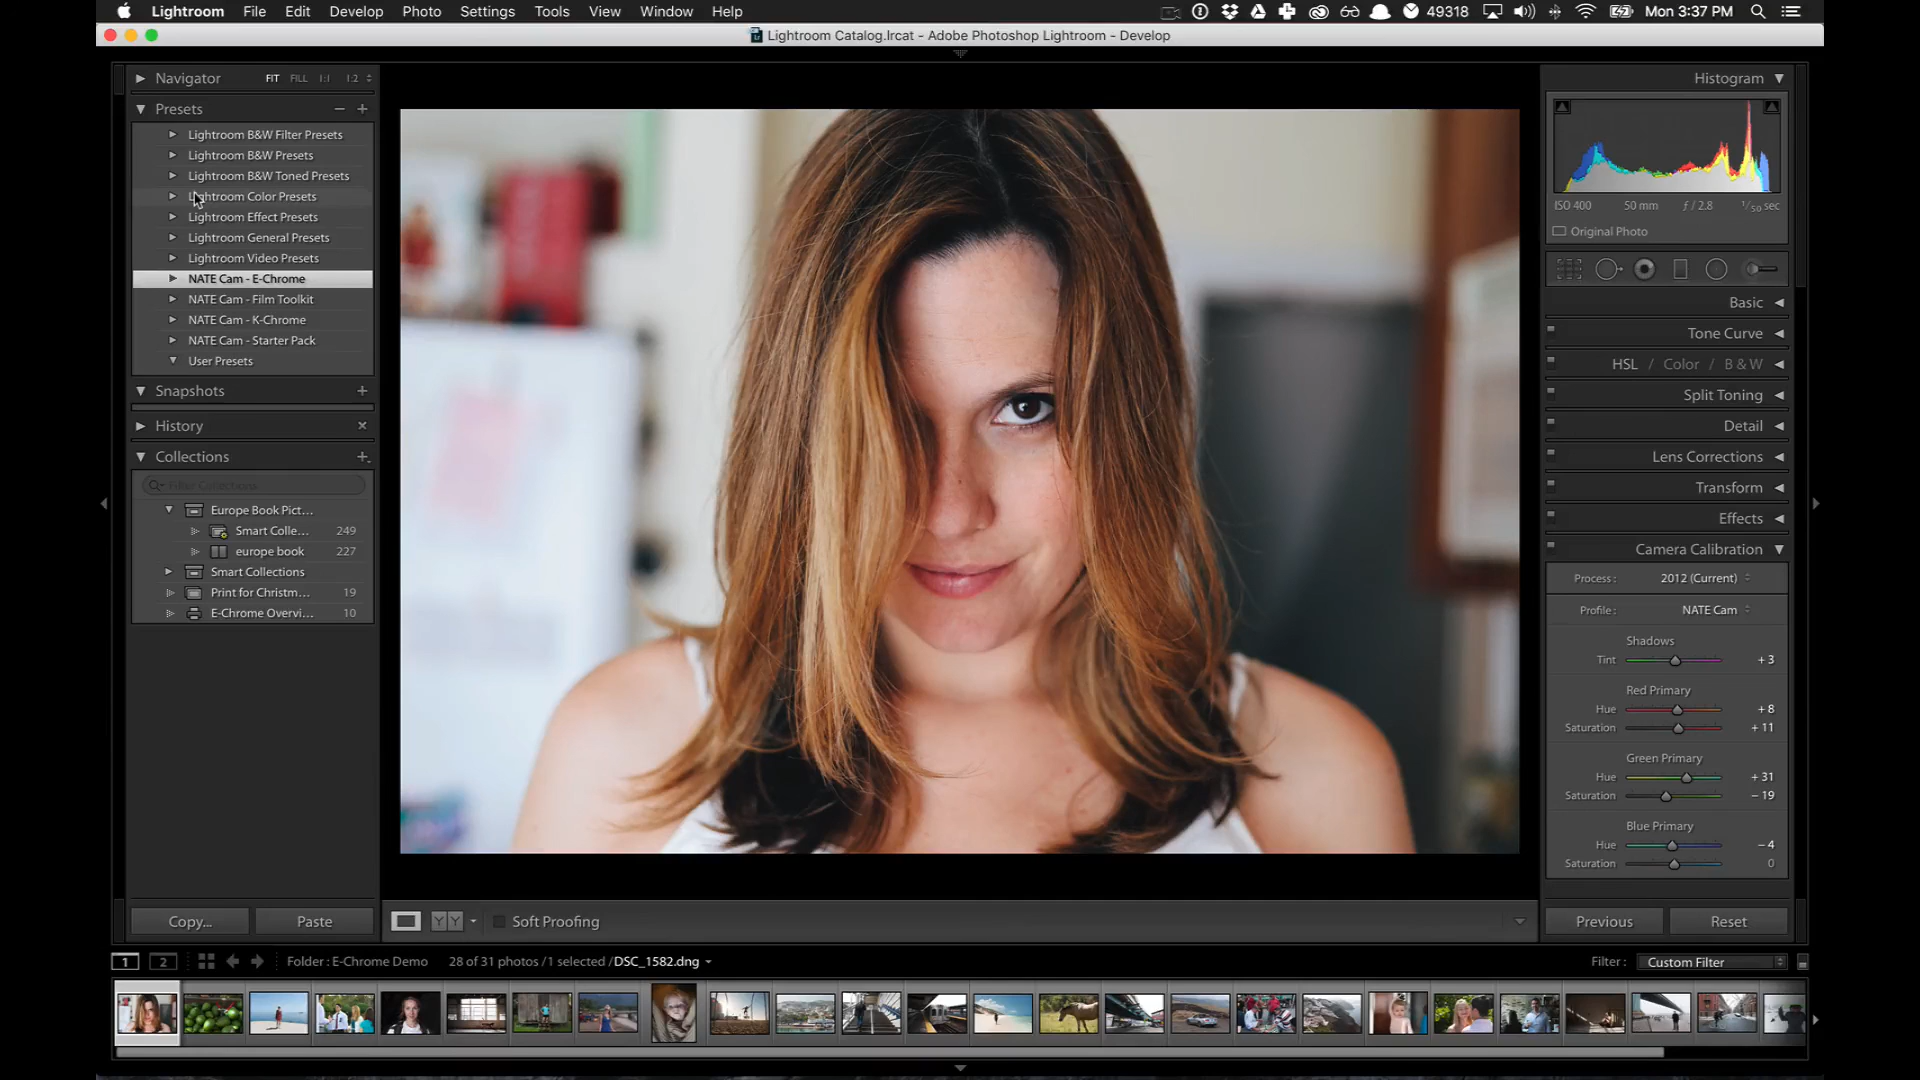 Lightroom File Edit Develop Photo Settings Tools View Window Help 49318 Mon 3:37 PM
Lightroom Catalog.lrcat - Adobe Photoshop Lightroom - Develop
Navigator FIT FILL 1:1 1:2
Presets
Lightroom B&W Filter Presets
Lightroom B&W Presets
Lightroom B&W Toned Presets
Lightroom Color Presets
Lightroom Effect Presets
Lightroom General Presets
Lightroom Video Presets
NATE Cam - E-Chrome
NATE Cam - Film Toolkit
NATE Cam - K-Chrome
NATE Cam - Starter Pack
User Presets
Snapshots
History
Collections
Filter Collections
Europe Book Pict...
Smart Colle... 249
europe book 227
Smart Collections
Print for Christm... 19
E-Chrome Overvi... 10
Copy... Paste
Histogram
ISO 400 50 mm ƒ / 2.8 1/50 sec
Original Photo
Basic
Tone Curve
HSL / Color / B & W
Split Toning
Detail
Lens Corrections
Transform
Effects
Camera Calibration
Process : 2012 (Current)
Profile : NATE Cam
Shadows
Tint + 3
Red Primary
Hue + 8
Saturation + 11
Green Primary
Hue + 31
Saturation – 19
Blue Primary
Hue – 4
Saturation 0
Previous Reset
Y Y Soft Proofing
1 2 Folder : E-Chrome Demo 28 of 31 photos / 1 selected / DSC_1582.dng Filter : Custom Filter